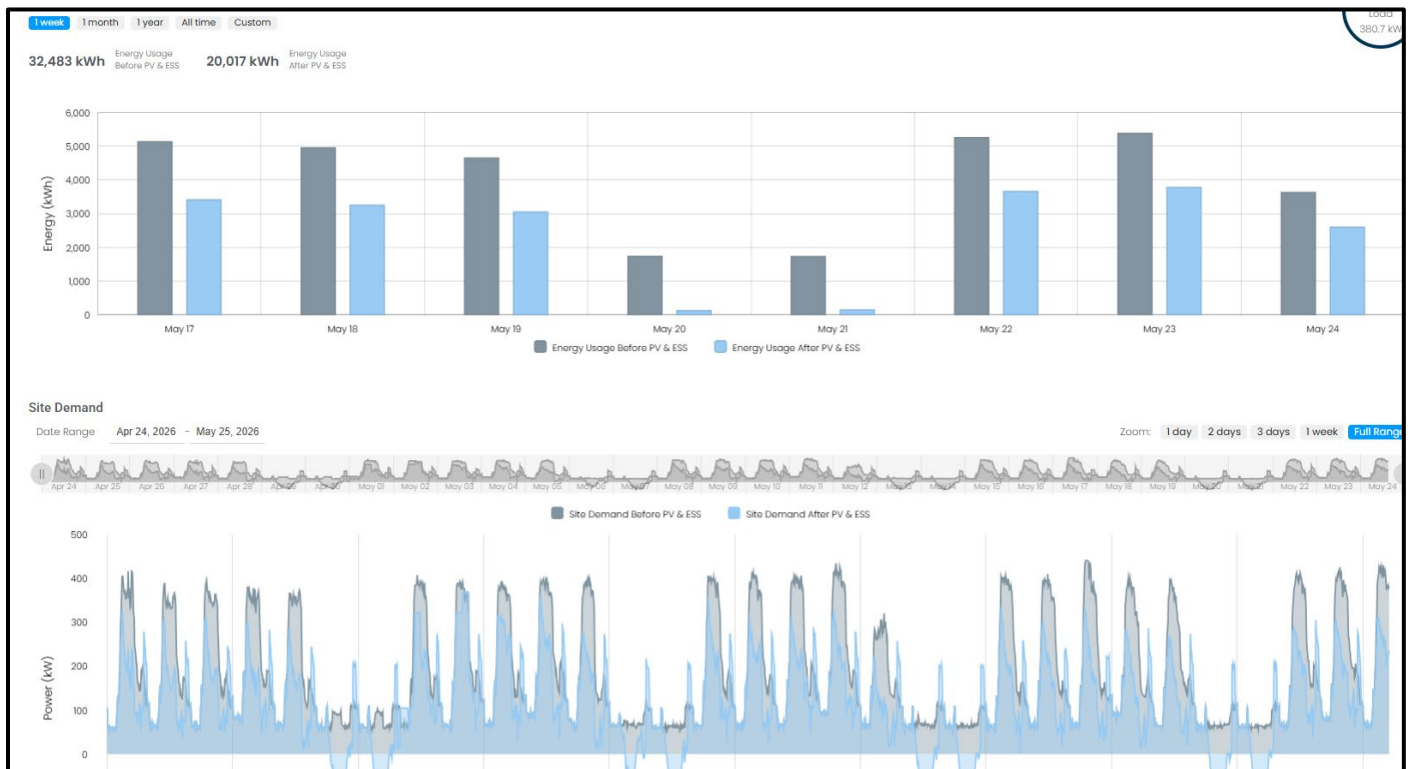 1 week 1 month 1 year All time Custom
Load
380.7 kW
32,483 kWh Energy Usage Before PV & ESS 20,017 kWh Energy Usage After PV & ESS
6,000
5,000
4,000
3,000
2,000
1,000
0
Energy (kWh)
May 17 May 18 May 19 May 20 May 21 May 22 May 23 May 24
Energy Usage Before PV & ESS Energy Usage After PV & ESS
Site Demand
Date Range Apr 24, 2026 - May 25, 2026 Zoom: 1 day 2 days 3 days 1 week Full Range
Apr 24 Apr 25 Apr 26 Apr 27 Apr 28 Apr 29 Apr 30 May 01 May 02 May 03 May 04 May 05 May 06 May 08 May 09 May 10 May 11 May 12 May 15 May 16 May 17 May 18 May 19 May 22 May 23 May 24
Site Demand Before PV & ESS Site Demand After PV & ESS
500
400
300
200
100
0
Power (kW)